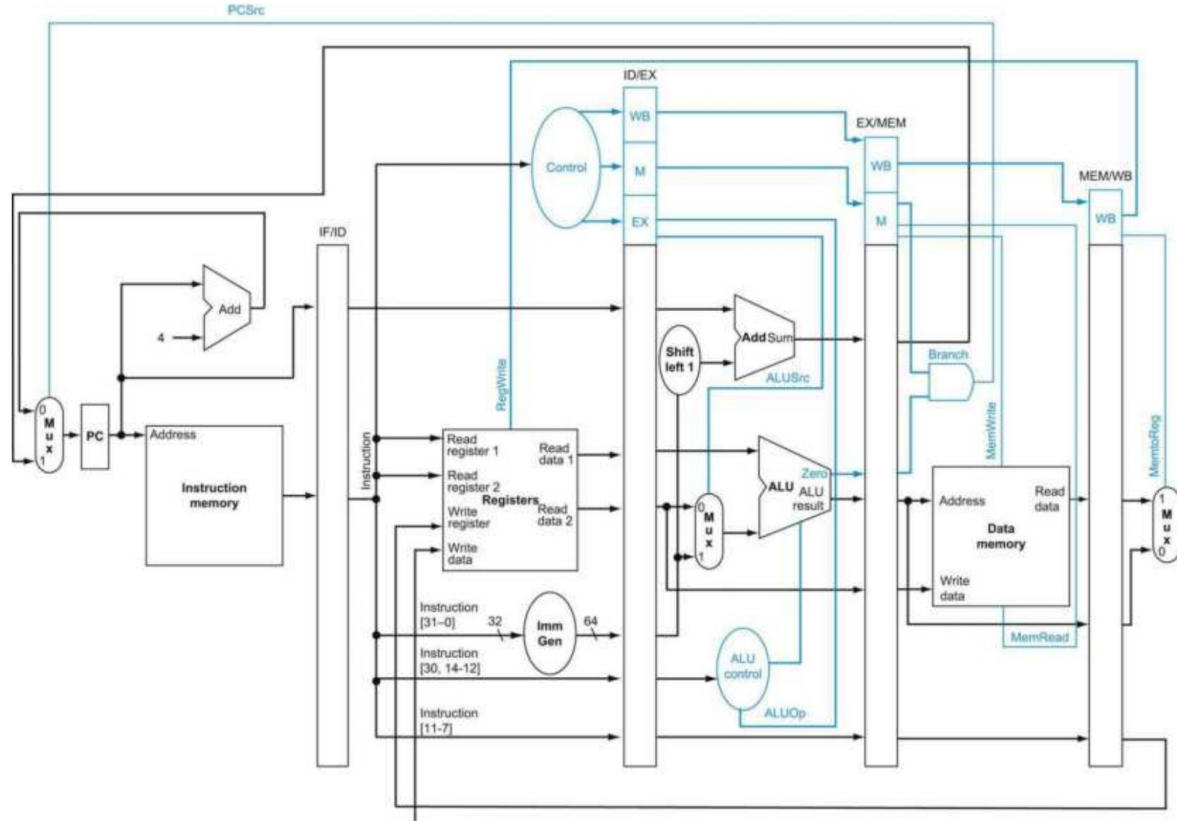 PCSrc
ID/EX
WB
EX/MEM
Control
M
WB
MEM/WB
EX
M
WB
IF/ID
Add
4
Add Sum
Shift
left 1
Branch
ALUSrc
RegWrite
MemWrite
MemtoReg
0
M
u
x
1
PC
Address
Instruction
memory
Instruction
Read
register 1
Read
data 1
Read
register 2
Registers
Write
register
Read
data 2
Write
data
0
M
u
x
1
Zero
ALU
ALU
result
Address
Read
data
Data
memory
Write
data
1
M
u
x
0
MemRead
Instruction
[31–0]
32
Imm
Gen
64
Instruction
[30, 14-12]
ALU
control
ALUOp
Instruction
[11-7]